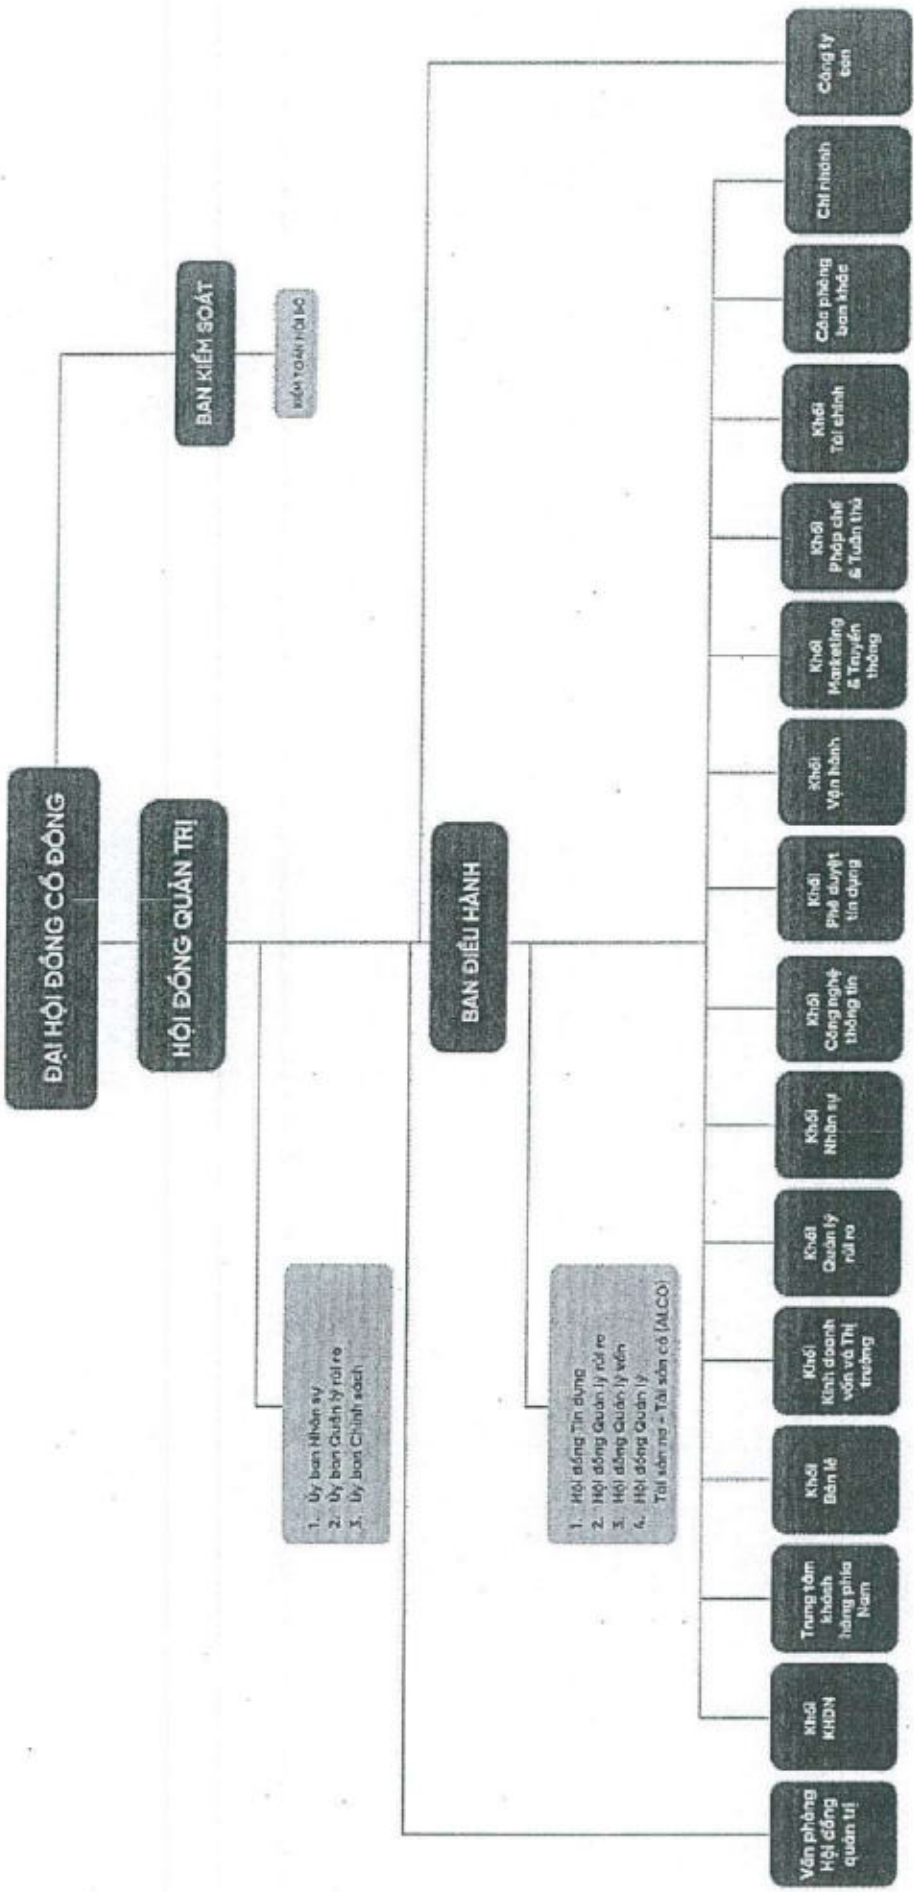 ĐẠI HỘI ĐỒNG CỔ ĐÔNG
HỘI ĐỒNG QUẢN TRỊ
BAN KIỂM SOÁT
KIỂM TOÁN NỘI BỘ
1. Ủy ban Nhân sự
2. Ủy ban Quản lý rủi ro
3. Ủy ban Chính sách
BAN ĐIỀU HÀNH
1. Hội đồng Tín dụng
2. Hội đồng Quản lý rủi ro
3. Hội đồng Quản lý vốn
4. Hội đồng Quản lý
Tài sản nợ - Tài sản có (ALCO)
Văn phòng
Hội đồng
quản trị
Khối
KHDN
Trung tâm
khách
hàng phía
Nam
Khối
Bán lẻ
Khối
Kinh doanh
vốn và Thị
trường
Khối
Quản lý
rủi ro
Khối
Nhân sự
Khối
Công nghệ
thông tin
Khối
Phê duyệt
tín dụng
Khối
Vận hành
Khối
Marketing
& Truyền
thông
Khối
Pháp chế
& Tuân thủ
Khối
Tài chính
Các phòng
ban khác
Chi nhánh
Công ty
con